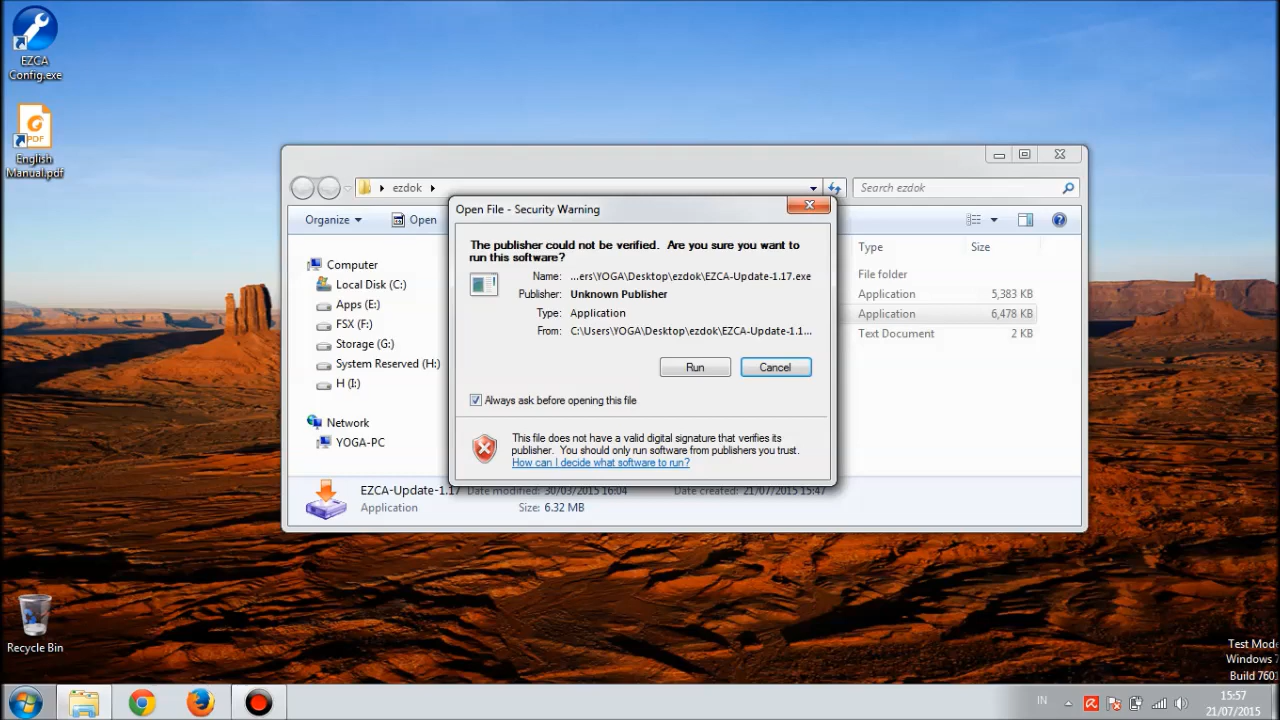 EZCA
Config.exe
English
Manual.pdf
PDF
ezdok
Search ezdok
Organize
Open
Type
Size
Computer
Local Disk (C:)
Apps (E:)
FSX (F:)
Storage (G:)
System Reserved (H:)
H (I:)
Network
YOGA-PC
File folder
Application
5,383 KB
Application
6,478 KB
Text Document
2 KB
Open File - Security Warning
The publisher could not be verified. Are you sure you want to
run this software?
Name: ...ers\YOGA\Desktop\ezdok\EZCA-Update-1.17.exe
Publisher: Unknown Publisher
Type: Application
From: C:\Users\YOGA\Desktop\ezdok\EZCA-Update-1.1...
Run
Cancel
Always ask before opening this file
This file does not have a valid digital signature that verifies its
publisher. You should only run software from publishers you trust.
How can I decide what software to run?
EZCA-Update-1.17 Date modified: 30/03/2015 16:04 Date created: 21/07/2015 15:47
Application Size: 6.32 MB
Recycle Bin
Test Mode
Windows 7
Build 760
IN
15:57
21/07/2015